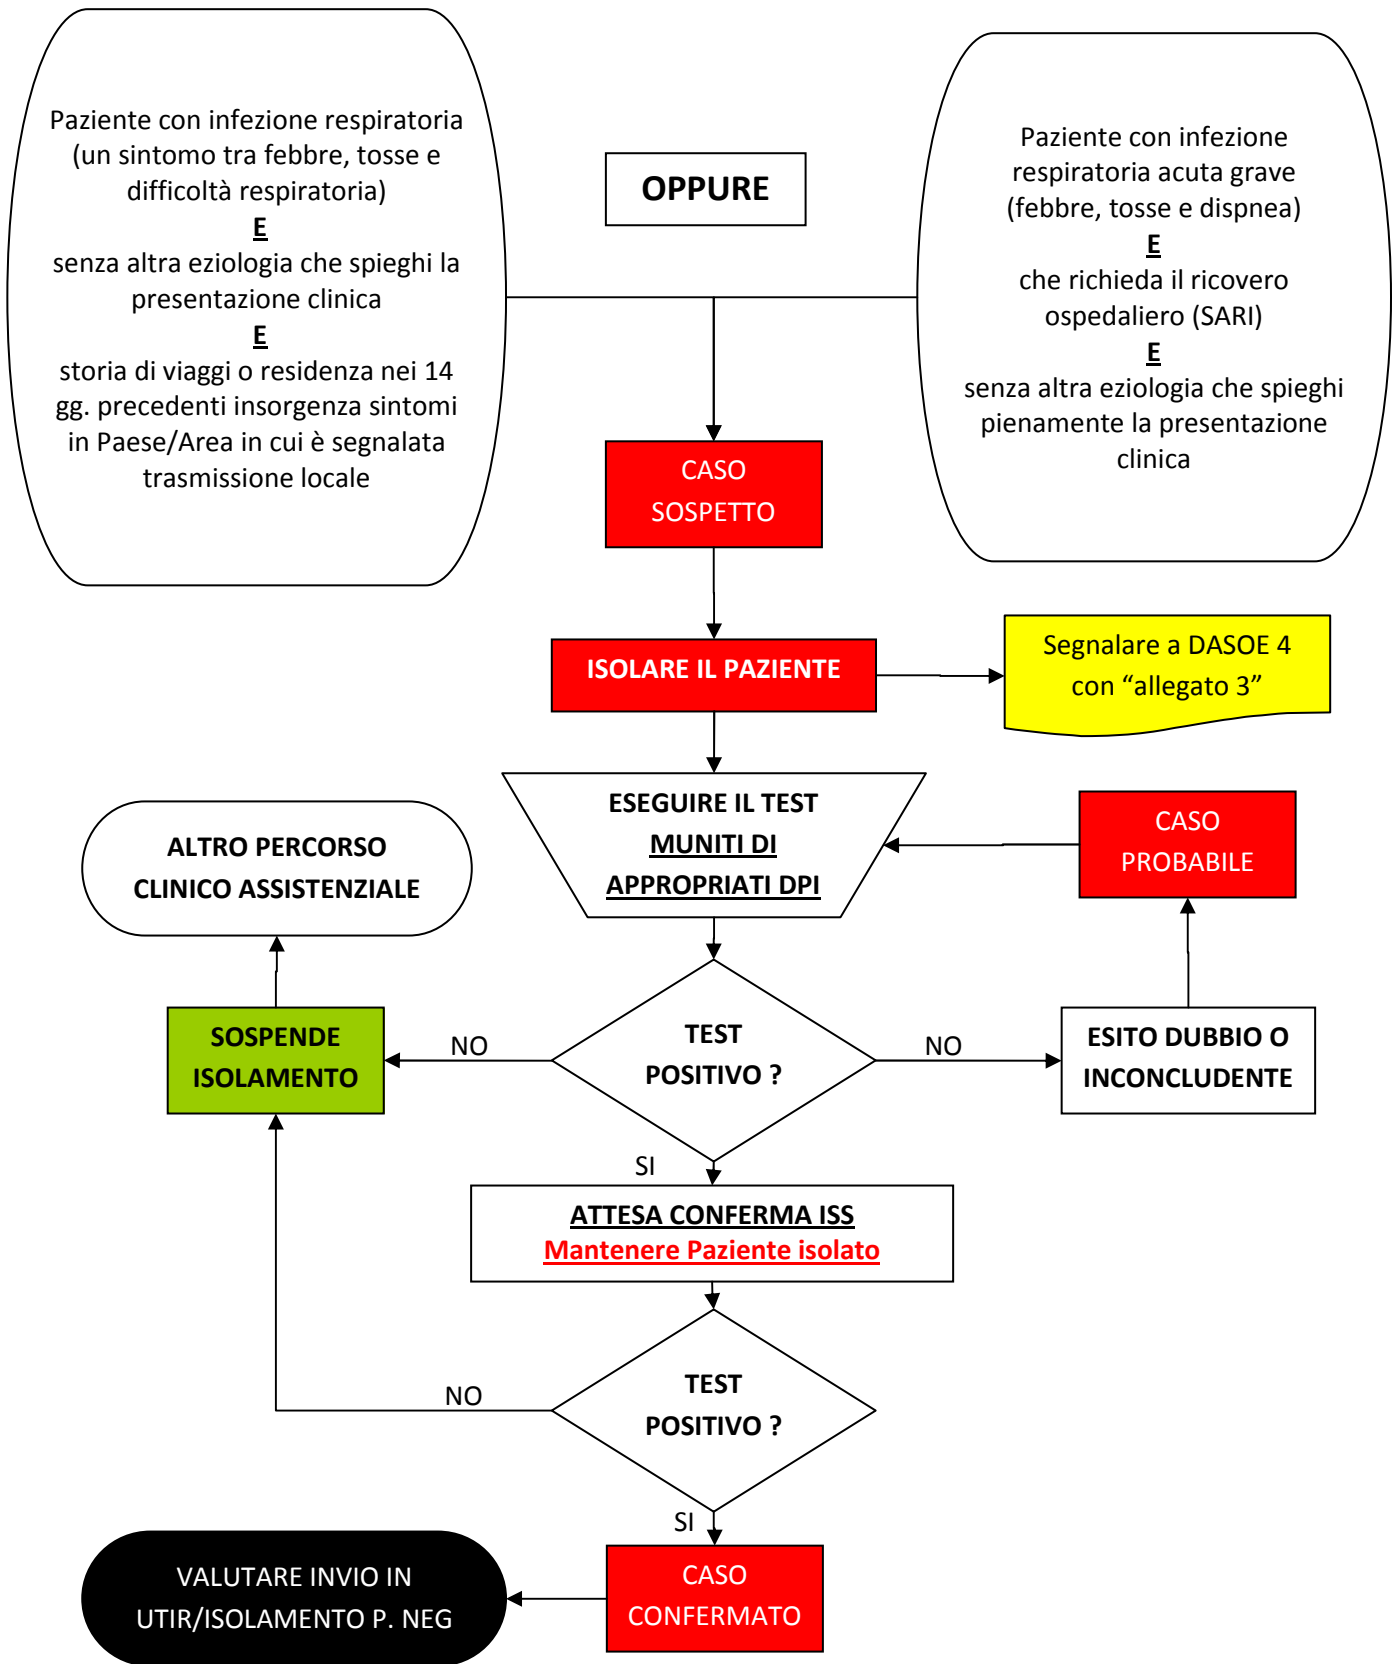 Paziente con infezione respiratoria
(un sintomo tra febbre, tosse e
difficoltà respiratoria)
E
senza altra eziologia che spieghi la
presentazione clinica
E
storia di viaggi o residenza nei 14
gg. precedenti insorgenza sintomi
in Paese/Area in cui è segnalata
trasmissione locale
OPPURE
Paziente con infezione
respiratoria acuta grave
(febbre, tosse e dispnea)
E
che richieda il ricovero
ospedaliero (SARI)
E
senza altra eziologia che spieghi
pienamente la presentazione
clinica
CASO
SOSPETTO
ISOLARE IL PAZIENTE
Segnalare a DASOE 4
con “allegato 3”
ESEGUIRE IL TEST
MUNITI DI
APPROPRIATI DPI
CASO
PROBABILE
ALTRO PERCORSO
CLINICO ASSISTENZIALE
SOSPENDE
ISOLAMENTO
NO
TEST
POSITIVO ?
NO
ESITO DUBBIO O
INCONCLUDENTE
SI
ATTESA CONFERMA ISS
Mantenere Paziente isolato
NO
TEST
POSITIVO ?
SI
CASO
CONFERMATO
VALUTARE INVIO IN
UTIR/ISOLAMENTO P. NEG